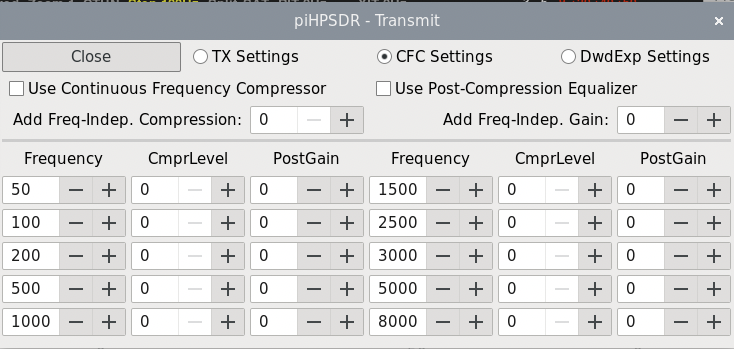 piHPSDR - Transmit ×
Close TX Settings CFC Settings DwdExp Settings
Use Continuous Frequency Compressor Use Post-Compression Equalizer
Add Freq-Indep. Compression: 0 − + Add Freq-Indep. Gain: 0 − +
Frequency CmprLevel PostGain Frequency CmprLevel PostGain
50 − + 0 − + 0 − + 1500 − + 0 − + 0 − +
100 − + 0 − + 0 − + 2500 − + 0 − + 0 − +
200 − + 0 − + 0 − + 3000 − + 0 − + 0 − +
500 − + 0 − + 0 − + 5000 − + 0 − + 0 − +
1000 − + 0 − + 0 − + 8000 − + 0 − + 0 − +